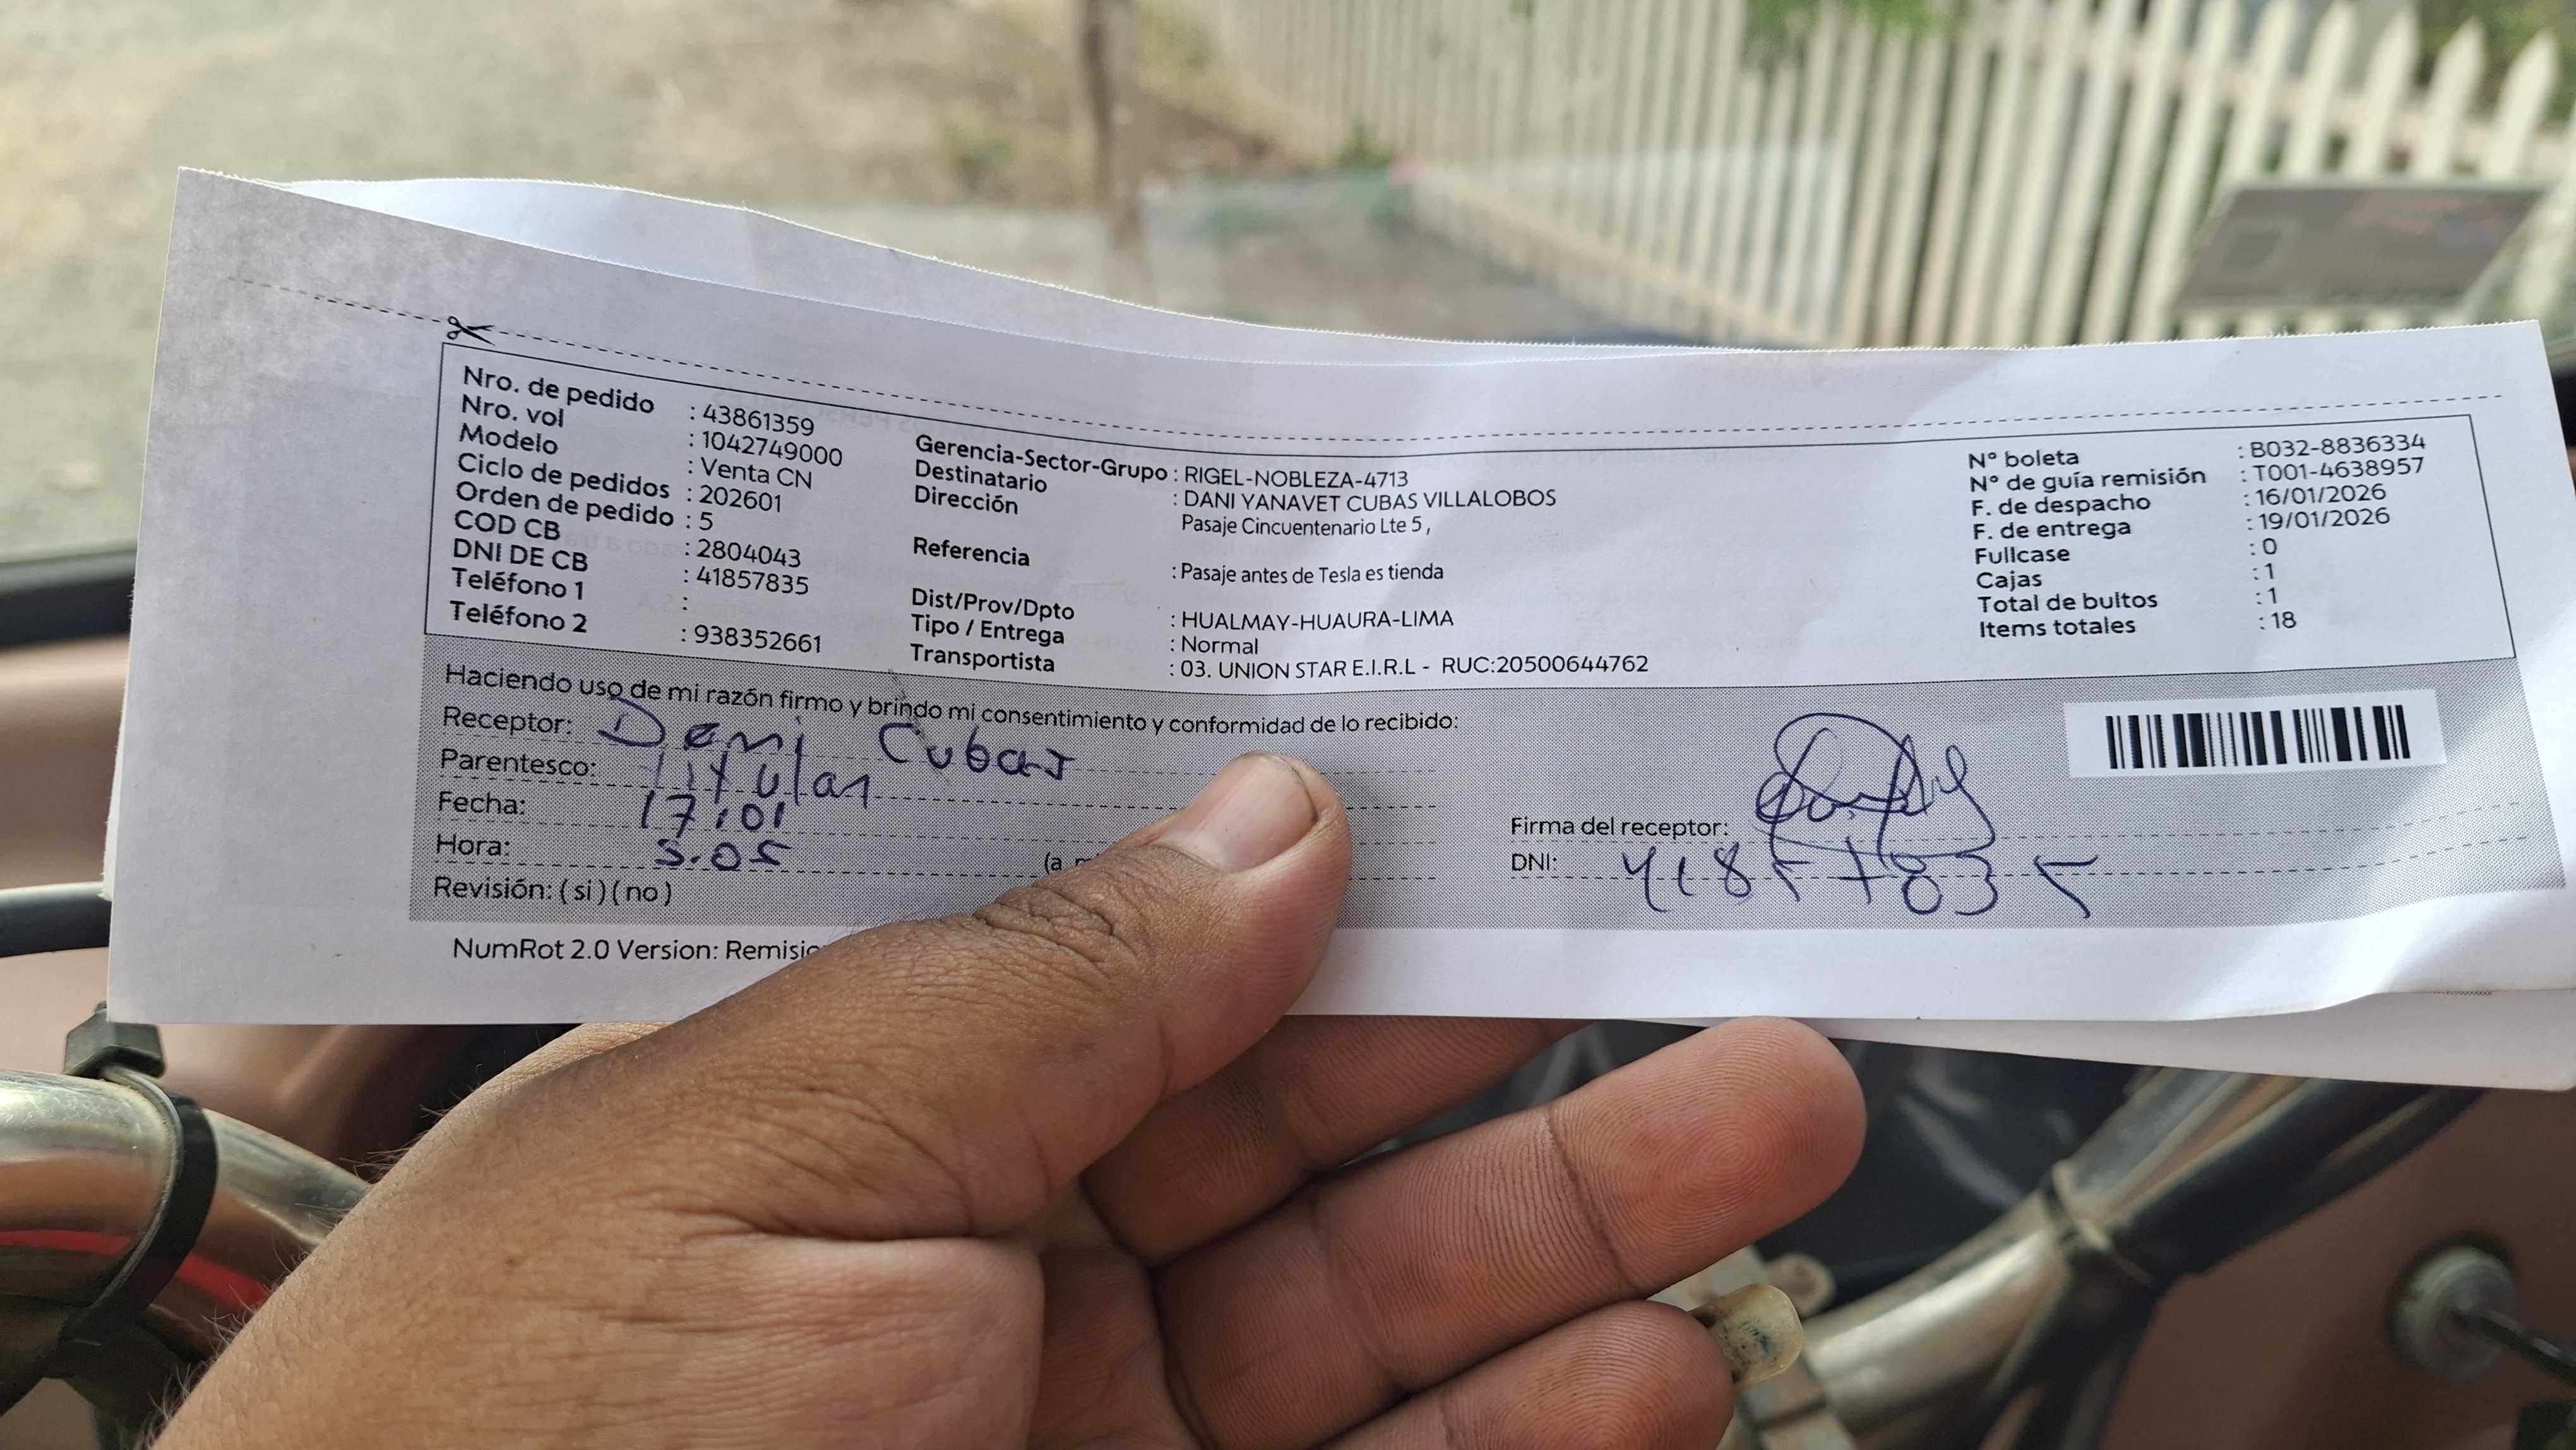 Nro. de pedido : 43861359
Nro. vol : 1042749000
Modelo : Venta CN
Ciclo de pedidos : 202601
Orden de pedido : 5
COD CB : 2804043
DNI DE CB : 41857835
Teléfono 1 :
Teléfono 2 : 938352661
Gerencia-Sector-Grupo : RIGEL-NOBLEZA-4713
Destinatario : DANI YANAVET CUBAS VILLALOBOS
Dirección Pasaje Cincuentenario Lte 5 ,
Referencia : Pasaje antes de Tesla es tienda
Dist/Prov/Dpto : HUALMAY-HUAURA-LIMA
Tipo / Entrega : Normal
Transportista : 03. UNION STAR E.I.R.L - RUC:20500644762
N° boleta : B032-8836334
N° de guía remisión : T001-4638957
F. de despacho : 16/01/2026
F. de entrega : 19/01/2026
Fullcase : 0
Cajas : 1
Total de bultos : 1
Items totales : 18
Haciendo uso de mi razón firmo y brindo mi consentimiento y conformidad de lo recibido:
Receptor: Dani Cubas
Parentesco: Titular
Fecha: 17.01
Hora: 5.05 (a
Revisión: ( si ) ( no )
Firma del receptor:
DNI: 41857835
NumRot 2.0 Version: Remisio